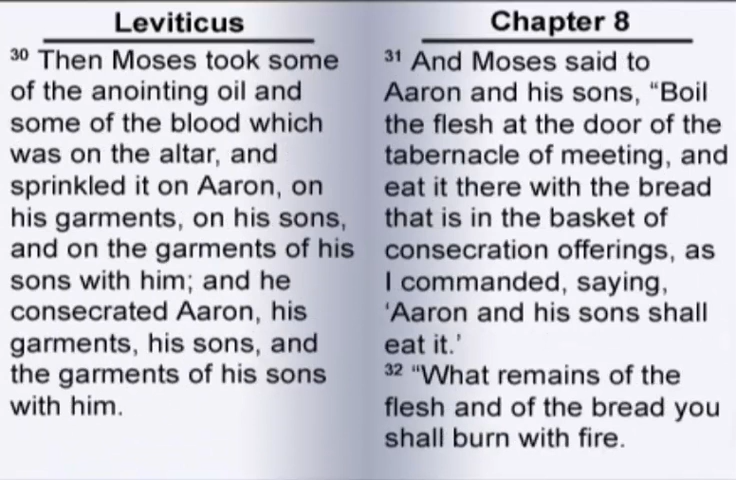 Leviticus
³⁰ Then Moses took some
of the anointing oil and
some of the blood which
was on the altar, and
sprinkled it on Aaron, on
his garments, on his sons,
and on the garments of his
sons with him; and he
consecrated Aaron, his
garments, his sons, and
the garments of his sons
with him.
Chapter 8
³¹ And Moses said to
Aaron and his sons, “Boil
the flesh at the door of the
tabernacle of meeting, and
eat it there with the bread
that is in the basket of
consecration offerings, as
I commanded, saying,
‘Aaron and his sons shall
eat it.’
³² “What remains of the
flesh and of the bread you
shall burn with fire.